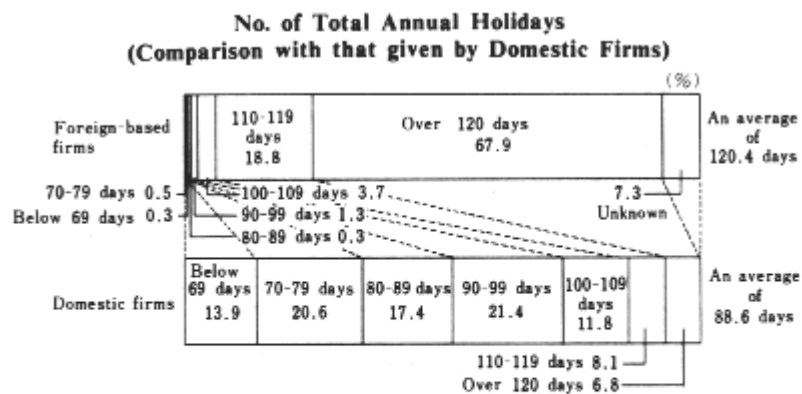 No. of Total Annual Holidays
(Comparison with that given by Domestic Firms)
(%)
Foreign-based
firms
110-119
days
18.8
Over 120 days
67.9
An average
of
120.4 days
70-79 days 0.5
100-109 days 3.7
7.3
Below 69 days 0.3
90-99 days 1.3
Unknown
80-89 days 0.3
Domestic firms
Below
69 days
13.9
70-79 days
20.6
80-89 days
17.4
90-99 days
21.4
100-109
days
11.8
An average
of
88.6 days
110-119 days 8.1
Over 120 days 6.8